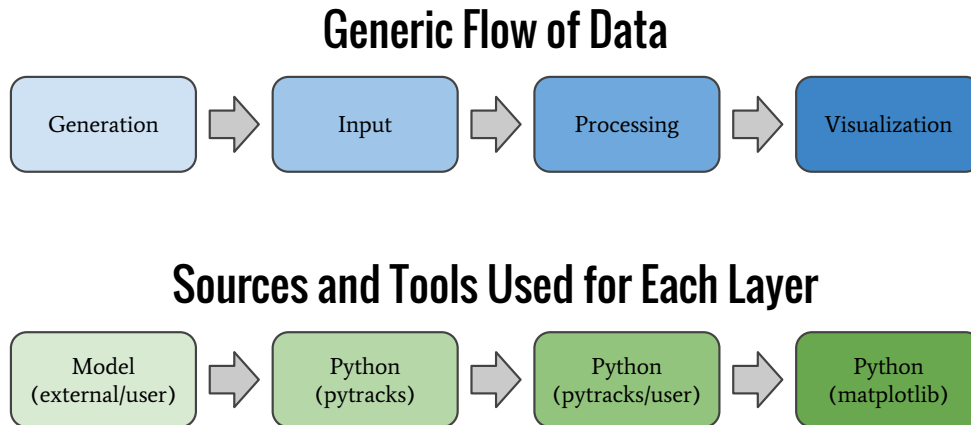 Generic Flow of Data
Generation
Input
Processing
Visualization
Sources and Tools Used for Each Layer
Model
(external/user)
Python
(pytracks)
Python
(pytracks/user)
Python
(matplotlib)